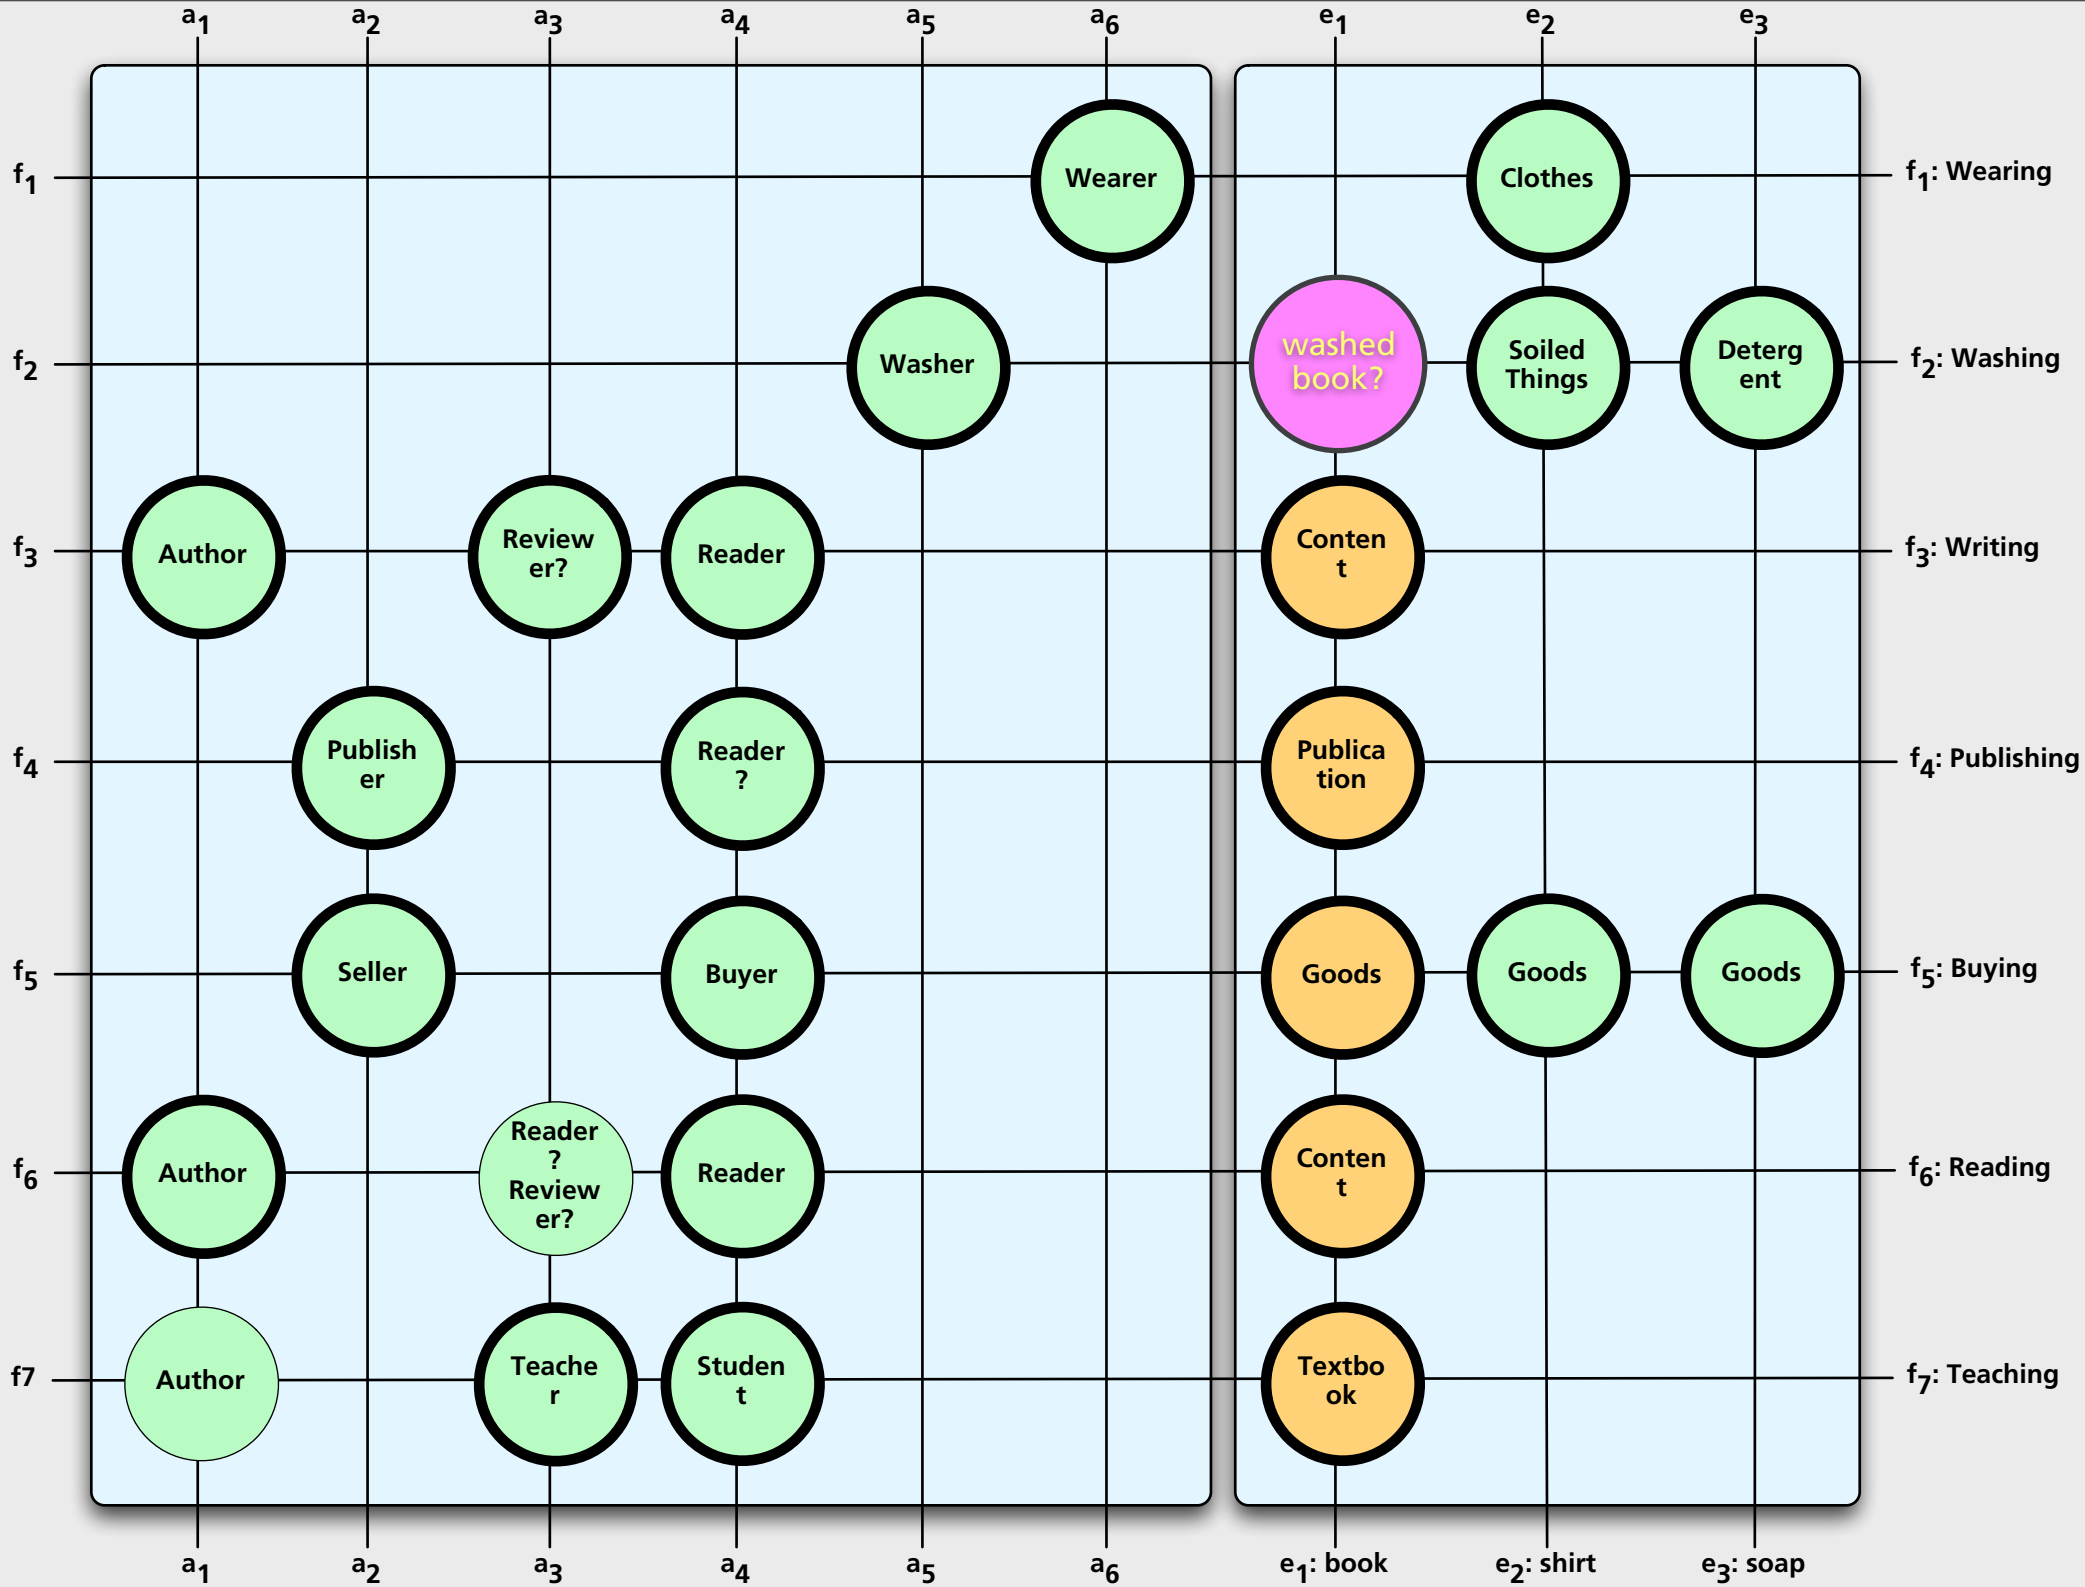 a1 a2 a3 a4 a5 a6 e1 e2 e3
f1 Wearer Clothes f1: Wearing
f2 Washer washed
book? Soiled
Things Deterg
ent f2: Washing
f3 Author Review
er? Reader Conten
t f3: Writing
f4 Publish
er Reader
? Publica
tion f4: Publishing
f5 Seller Buyer Goods Goods Goods f5: Buying
f6 Author Reader
?
Review
er? Reader Conten
t f6: Reading
f7 Author Teache
r Studen
t Textbo
ok f7: Teaching
a1 a2 a3 a4 a5 a6 e1: book e2: shirt e3: soap